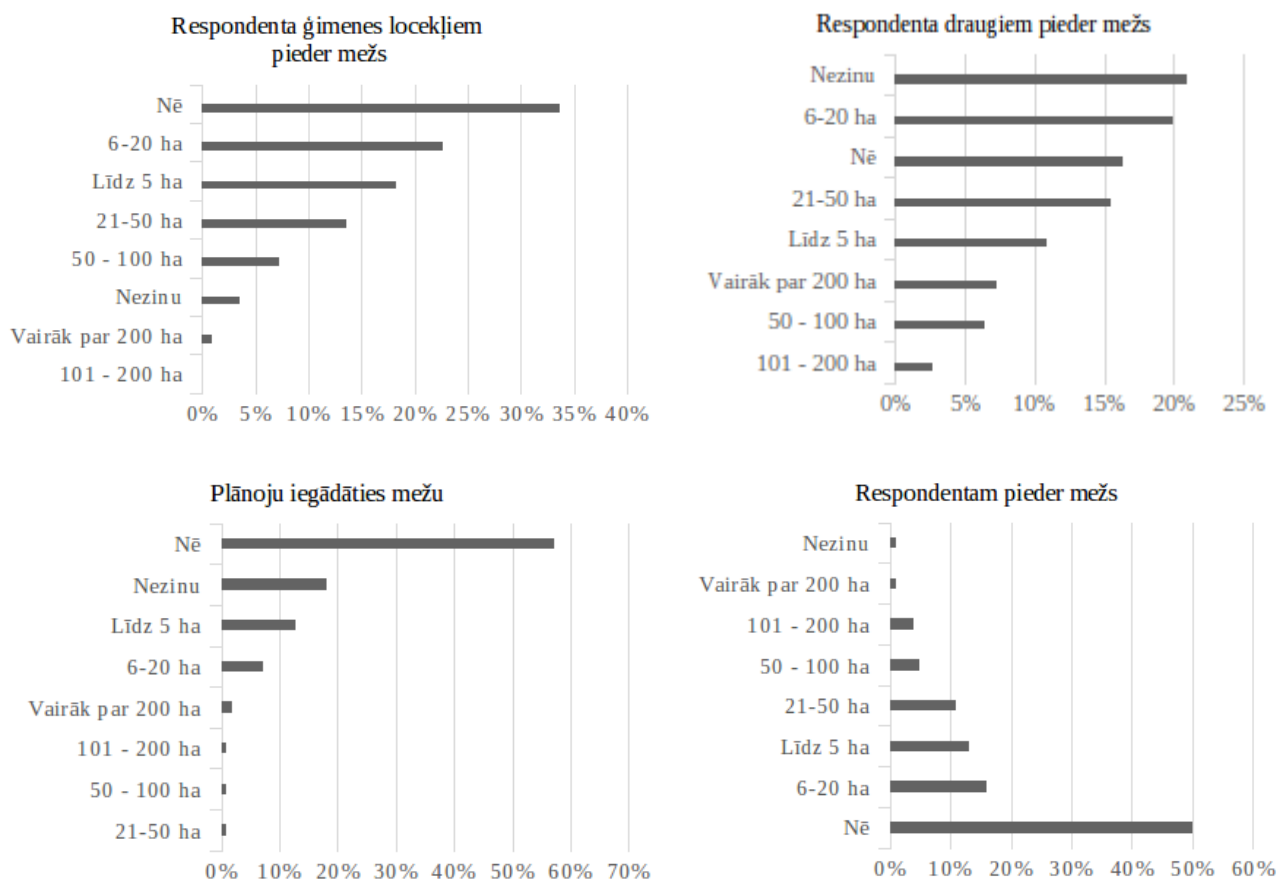 Respondenta ģimenes locekļiem
pieder mežs
Nē
6-20 ha
Līdz 5 ha
21-50 ha
50 - 100 ha
Nezinu
Vairāk par 200 ha
101 - 200 ha
0% 5% 10% 15% 20% 25% 30% 35% 40%
Respondenta draugiem pieder mežs
Nezinu
6-20 ha
Nē
21-50 ha
Līdz 5 ha
Vairāk par 200 ha
50 - 100 ha
101 - 200 ha
0% 5% 10% 15% 20% 25%
Plānoju iegādāties mežu
Nē
Nezinu
Līdz 5 ha
6-20 ha
Vairāk par 200 ha
101 - 200 ha
50 - 100 ha
21-50 ha
0% 10% 20% 30% 40% 50% 60% 70%
Respondentam pieder mežs
Nezinu
Vairāk par 200 ha
101 - 200 ha
50 - 100 ha
21-50 ha
Līdz 5 ha
6-20 ha
Nē
0% 10% 20% 30% 40% 50% 60%